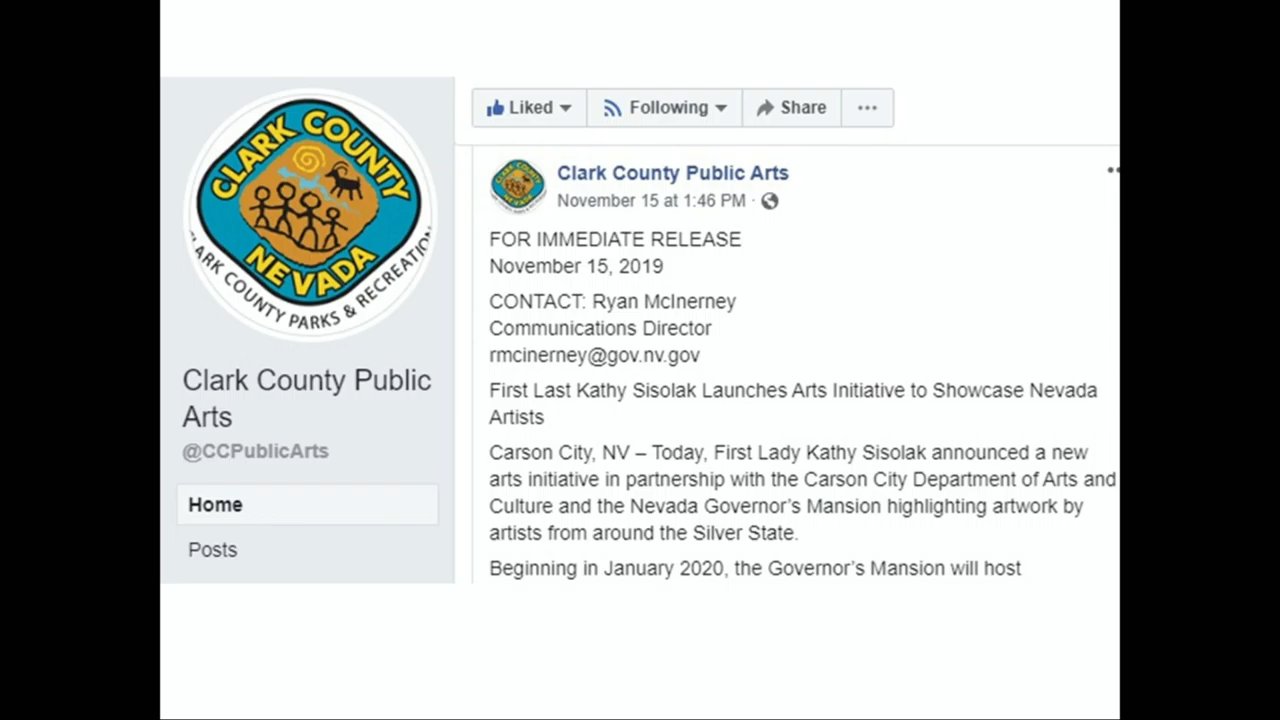 CLARK COUNTY
NEVADA
CLARK COUNTY PARKS & RECREATION
Clark County Public
Arts
@CCPublicArts
Home
Posts
Liked
Following
Share
Clark County Public Arts
November 15 at 1:46 PM ·
FOR IMMEDIATE RELEASE
November 15, 2019
CONTACT: Ryan McInerney
Communications Director
rmcinerney@gov.nv.gov
First Last Kathy Sisolak Launches Arts Initiative to Showcase Nevada
Artists
Carson City, NV – Today, First Lady Kathy Sisolak announced a new
arts initiative in partnership with the Carson City Department of Arts and
Culture and the Nevada Governor's Mansion highlighting artwork by
artists from around the Silver State.
Beginning in January 2020, the Governor's Mansion will host